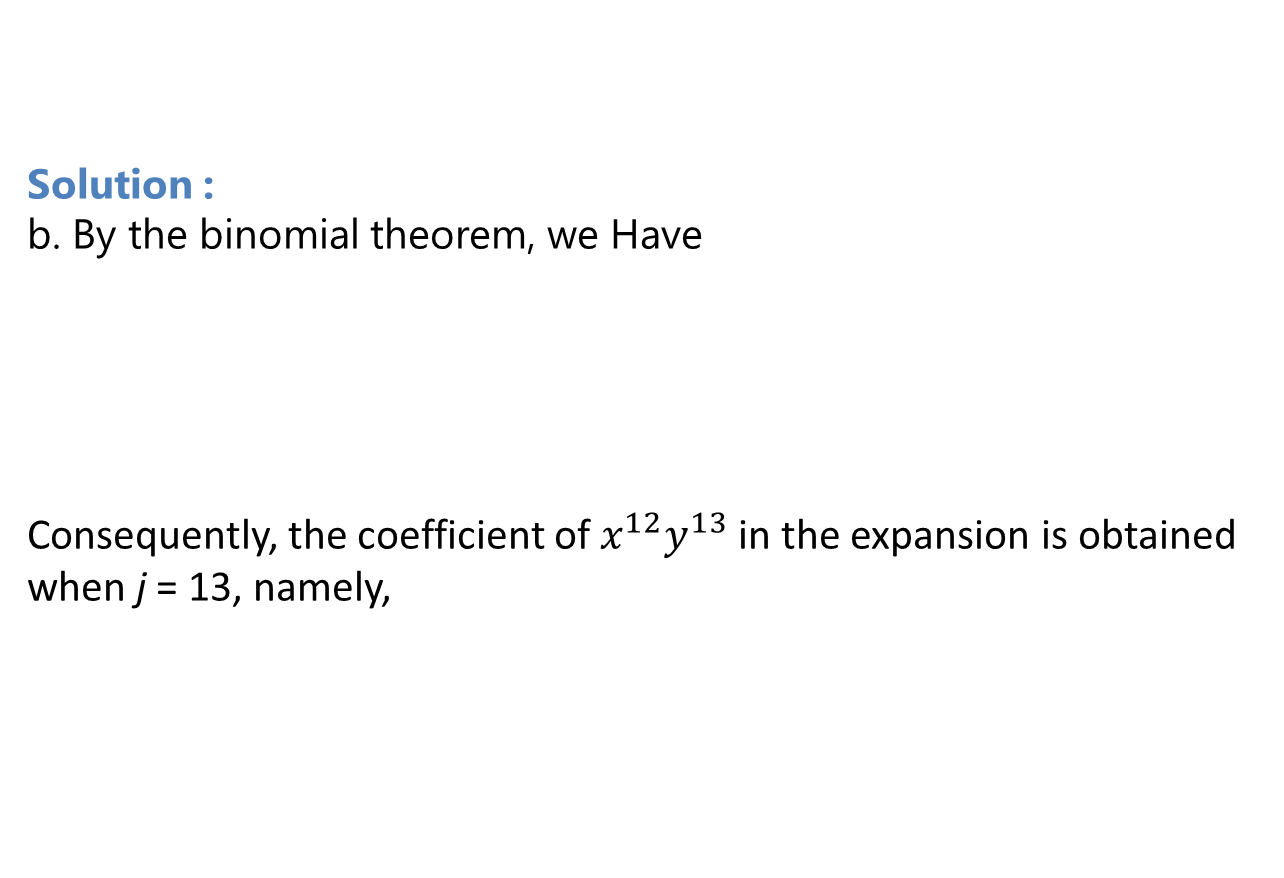 Solution :
b. By the binomial theorem, we Have
Consequently, the coefficient of x¹²y¹³ in the expansion is obtained
when j = 13, namely,